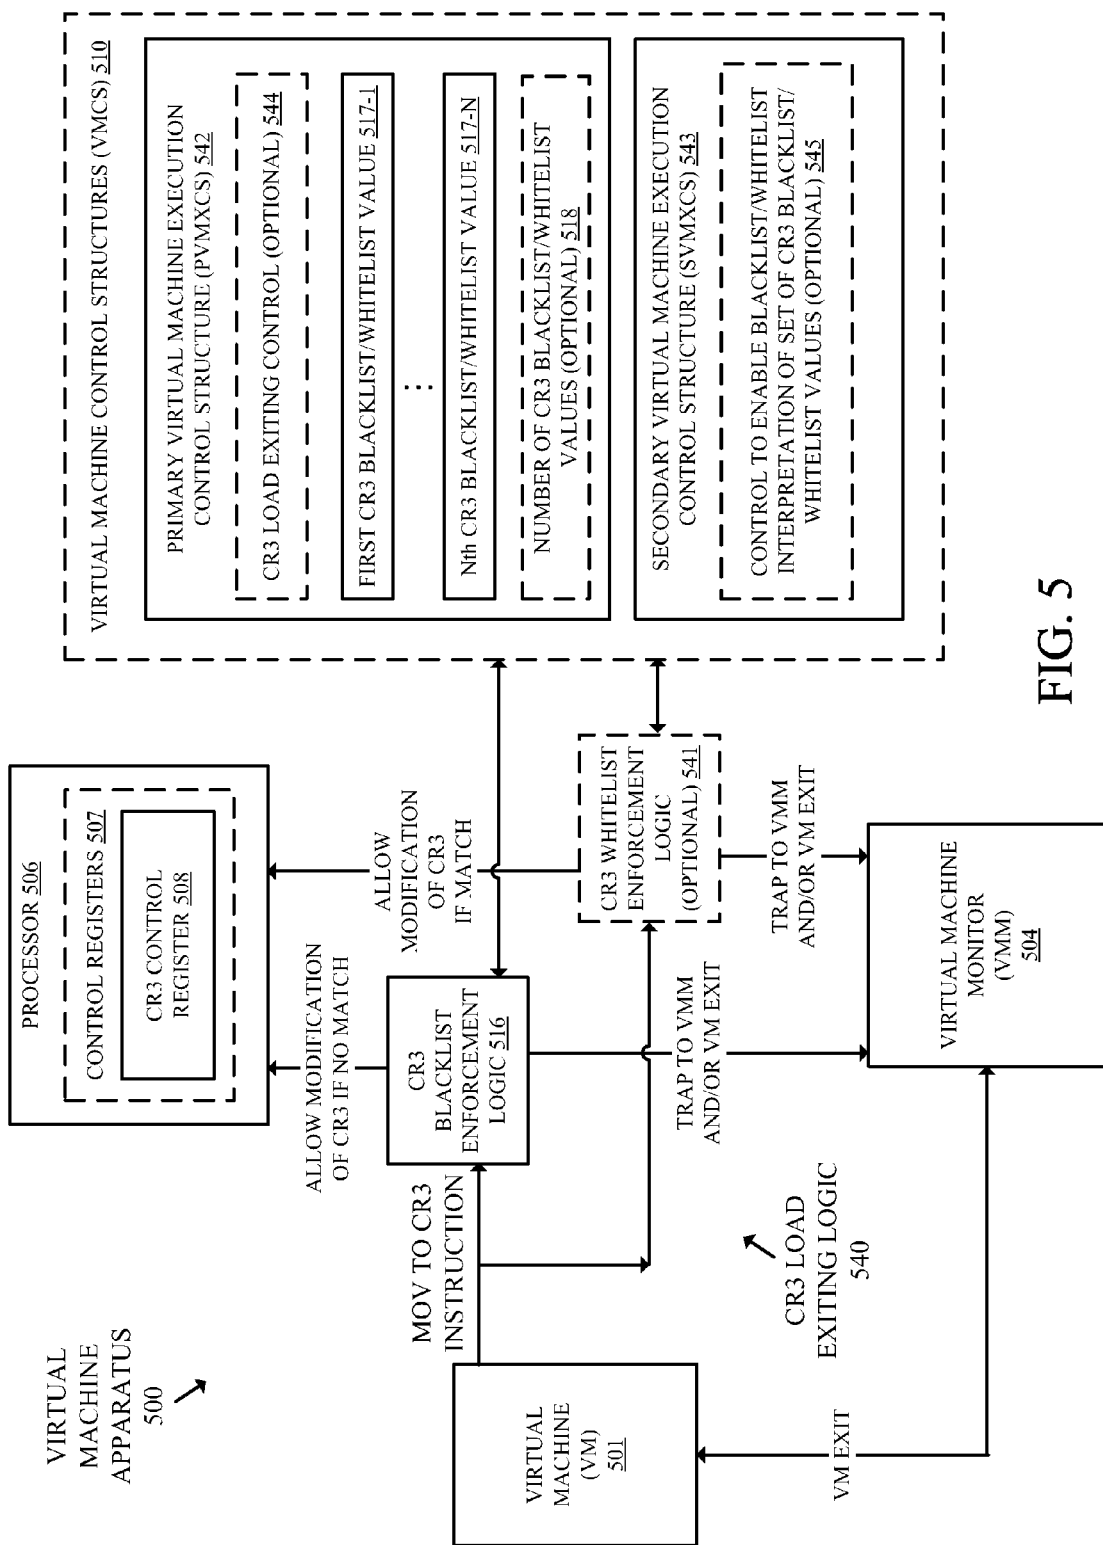 VIRTUAL
MACHINE
APPARATUS
500
PROCESSOR 506
CONTROL REGISTERS 507
CR3 CONTROL
REGISTER 508
VIRTUAL MACHINE CONTROL STRUCTURES (VMCS) 510
PRIMARY VIRTUAL MACHINE EXECUTION
CONTROL STRUCTURE (PVMXCS) 542
CR3 LOAD EXITING CONTROL (OPTIONAL) 544
FIRST CR3 BLACKLIST/WHITELIST VALUE 517-1
...
Nth CR3 BLACKLIST/WHITELIST VALUE 517-N
NUMBER OF CR3 BLACKLIST/WHITELIST
VALUES (OPTIONAL) 518
SECONDARY VIRTUAL MACHINE EXECUTION
CONTROL STRUCTURE (SVMXCS) 543
CONTROL TO ENABLE BLACKLIST/WHITELIST
INTERPRETATION OF SET OF CR3 BLACKLIST/
WHITELIST VALUES (OPTIONAL) 545
ALLOW MODIFICATION
OF CR3 IF NO MATCH
ALLOW
MODIFICATION
OF CR3
IF MATCH
MOV TO CR3
INSTRUCTION
CR3
BLACKLIST
ENFORCEMENT
LOGIC 516
CR3 WHITELIST
ENFORCEMENT
LOGIC
(OPTIONAL) 541
VIRTUAL
MACHINE
(VM)
501
TRAP TO VMM
AND/OR VM EXIT
TRAP TO VMM
AND/OR VM EXIT
CR3 LOAD
EXITING LOGIC
540
VM EXIT
VIRTUAL MACHINE
MONITOR
(VMM)
504
FIG. 5